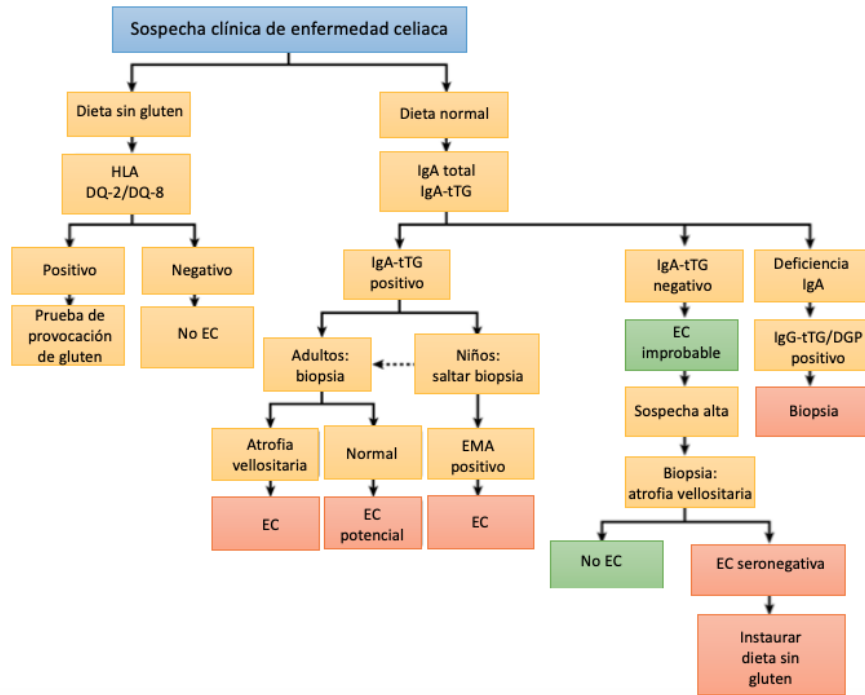 Sospecha clínica de enfermedad celiaca
Dieta sin gluten
Dieta normal
HLA
DQ-2/DQ-8
IgA total
IgA-tTG
Positivo
Negativo
IgA-tTG
positivo
IgA-tTG
negativo
Deficiencia
IgA
Prueba de
provocación
de gluten
No EC
Adultos:
biopsia
Niños:
saltar biopsia
EC
improbable
IgG-tTG/DGP
positivo
Sospecha alta
Biopsia
Atrofia
vellositaria
Normal
EMA
positivo
Biopsia:
atrofia vellositaria
EC
EC
potencial
EC
No EC
EC seronegativa
Instaurar
dieta sin
gluten